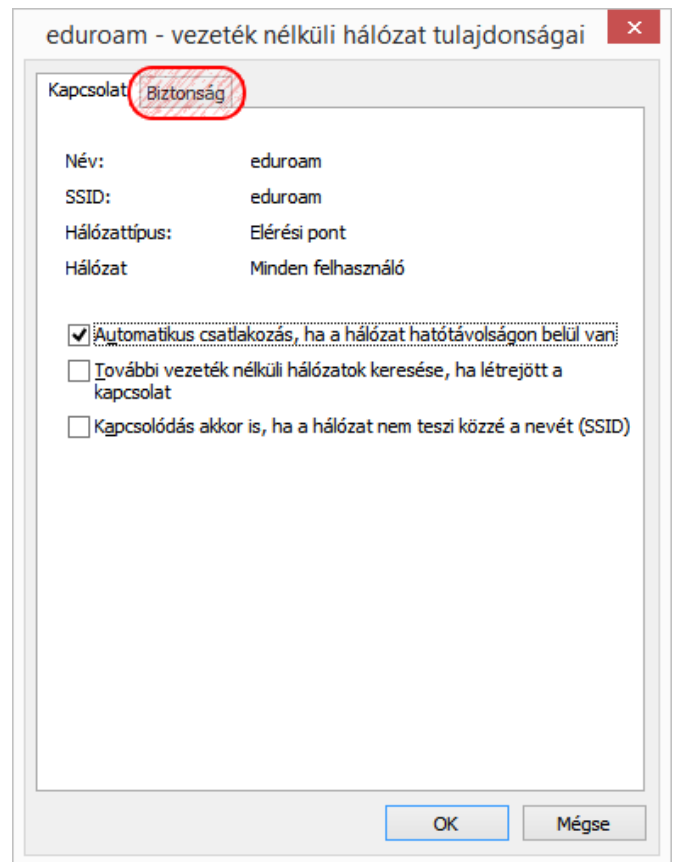 eduroam - vezeték nélküli hálózat tulajdonságai
Kapcsolat Biztonság
Név: eduroam
SSID: eduroam
Hálózattípus: Elérési pont
Hálózat Minden felhasználó
Automatikus csatlakozás, ha a hálózat hatótávolságon belül van
További vezeték nélküli hálózatok keresése, ha létrejött a
kapcsolat
Kapcsolódás akkor is, ha a hálózat nem teszi közzé a nevét (SSID)
OK Mégse